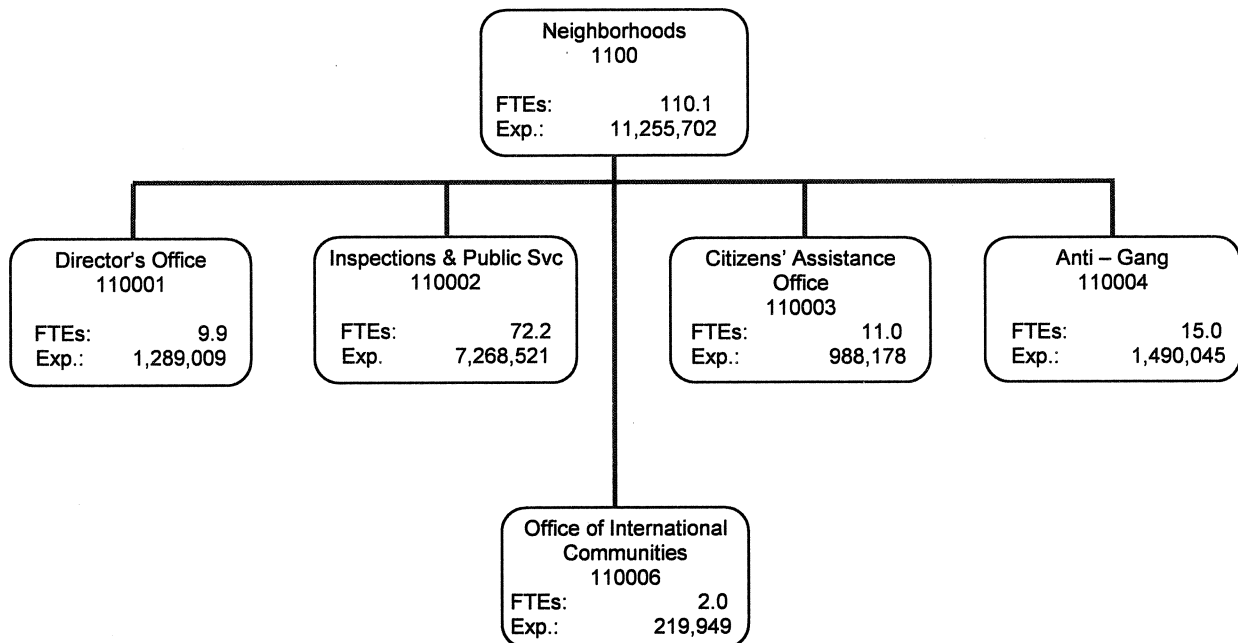 Neighborhoods
1100
FTEs: 110.1
Exp.: 11,255,702
Director's Office
110001
FTEs: 9.9
Exp.: 1,289,009
Inspections & Public Svc
110002
FTEs: 72.2
Exp. 7,268,521
Citizens' Assistance
Office
110003
FTEs: 11.0
Exp.: 988,178
Anti – Gang
110004
FTEs: 15.0
Exp.: 1,490,045
Office of International
Communities
110006
FTEs: 2.0
Exp.: 219,949